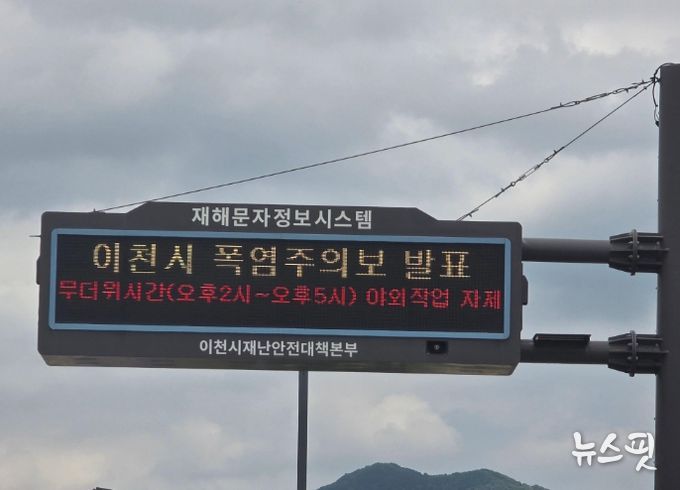 재해문자정보시스템
이천시 폭염주의보 발표
무더위시간(오후2시~오후5시) 야외작업 자제
이천시재난안전대책본부
뉴스핏